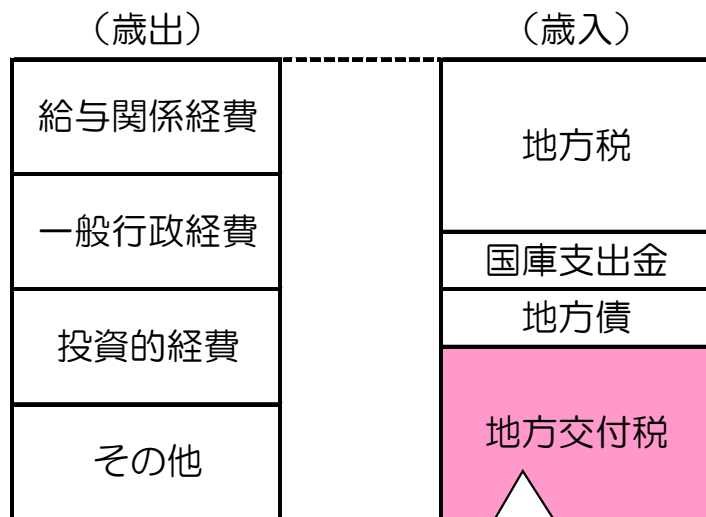 （歳出）
給与関係経費
一般行政経費
投資的経費
その他
（歳入）
地方税
国庫支出金
地方債
地方交付税